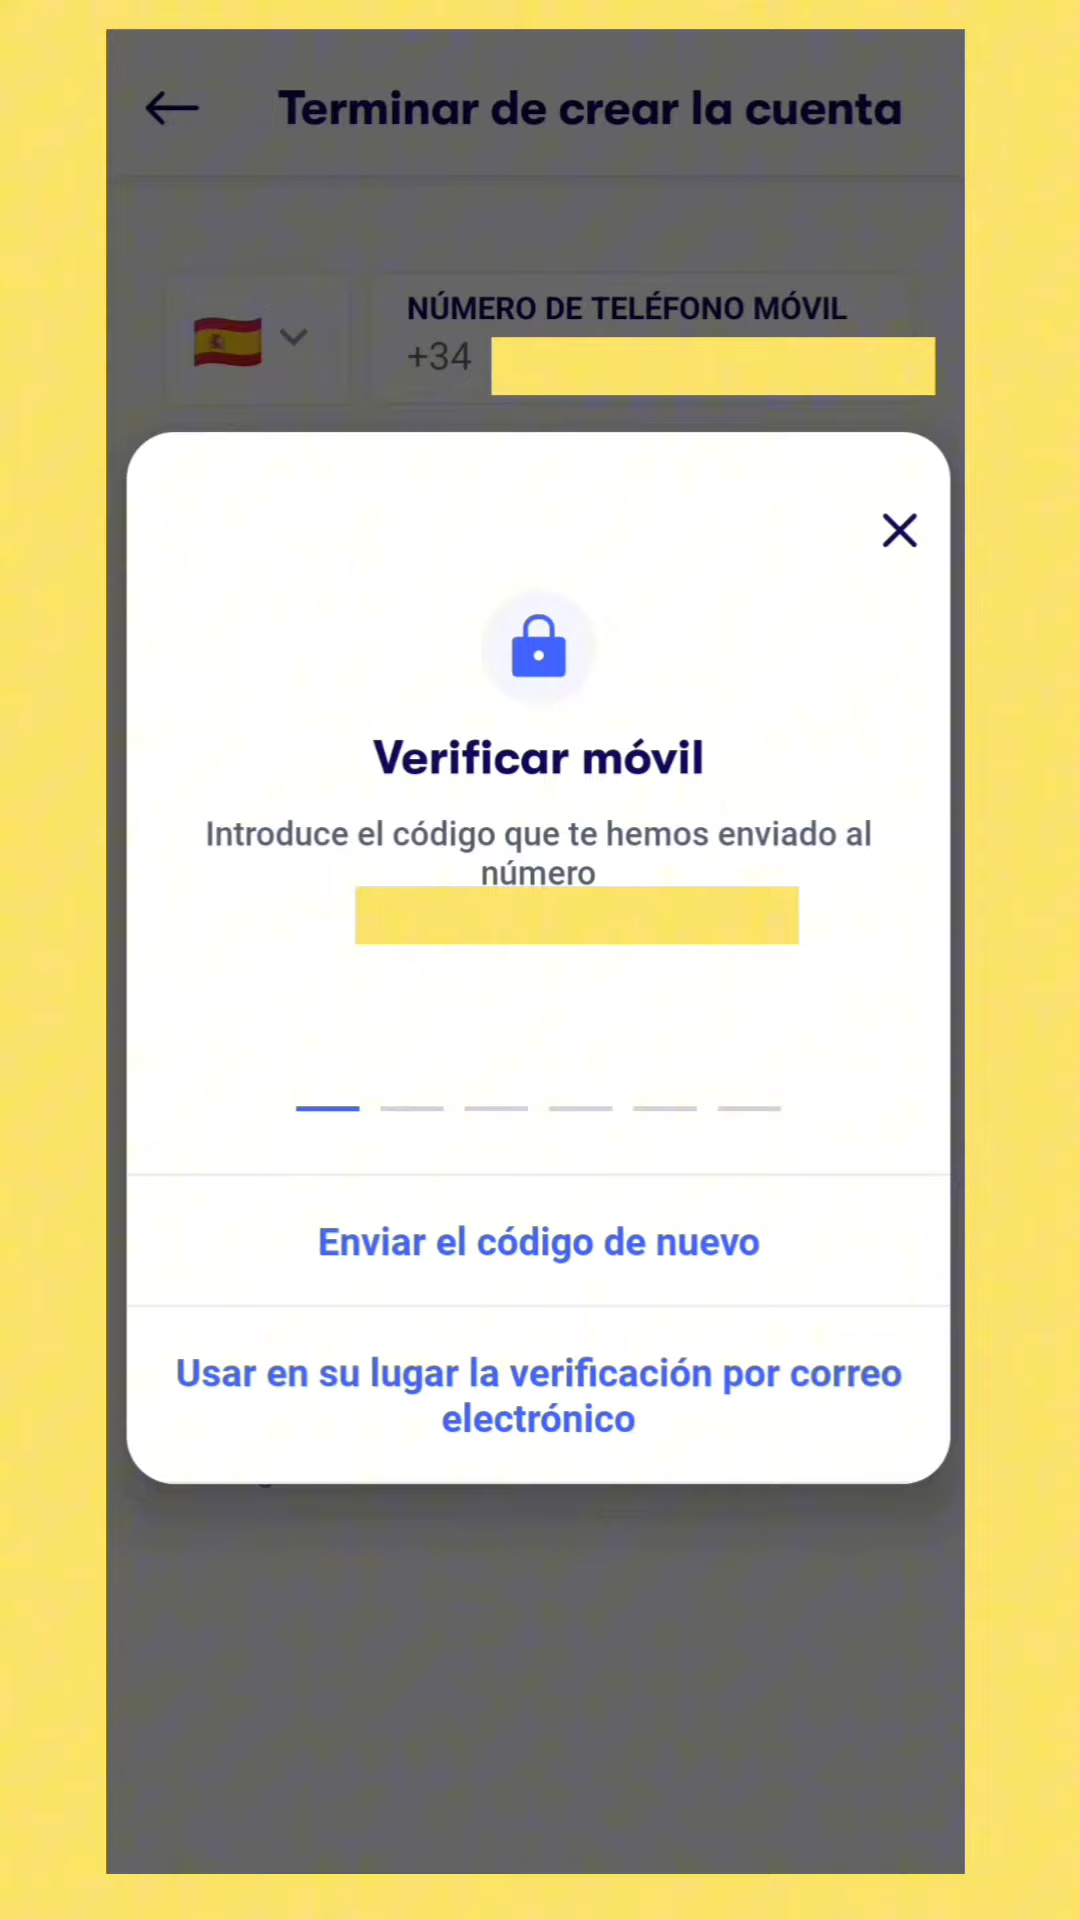 Terminar de crear la cuenta
NÚMERO DE TELÉFONO MÓVIL
+34
Verificar móvil
Introduce el código que te hemos enviado al
número
Enviar el código de nuevo
Usar en su lugar la verificación por correo
electrónico